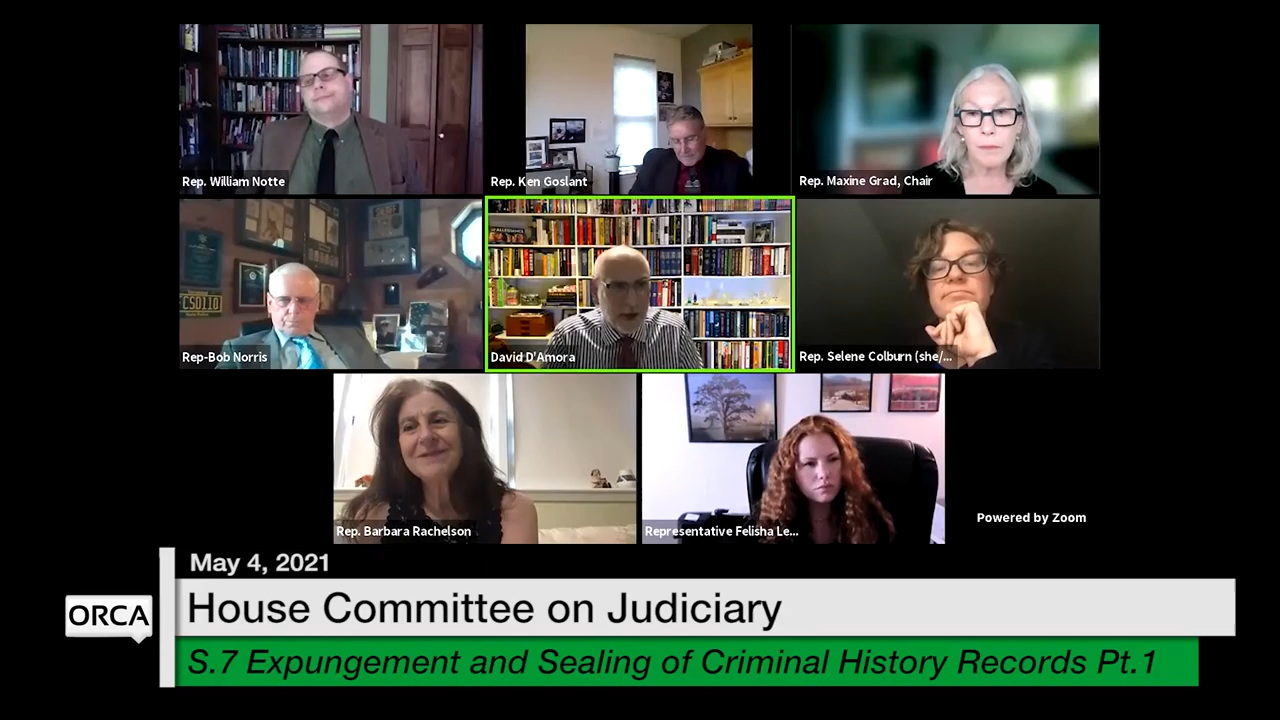 Rep. William Notte
Rep. Ken Goslant
Rep. Maxine Grad, Chair
CS0110
Rep-Bob Norris
David D'Amora
Rep. Selene Colburn (she/...
Rep. Barbara Rachelson
Representative Felisha Le...
Powered by Zoom
May 4, 2021
ORCA
House Committee on Judiciary
S.7 Expungement and Sealing of Criminal History Records Pt.1